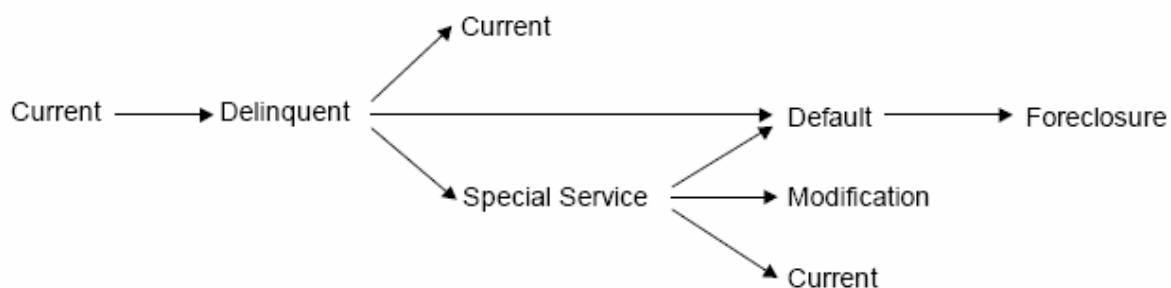 Current
Current
Delinquent
Default
Foreclosure
Special Service
Modification
Current